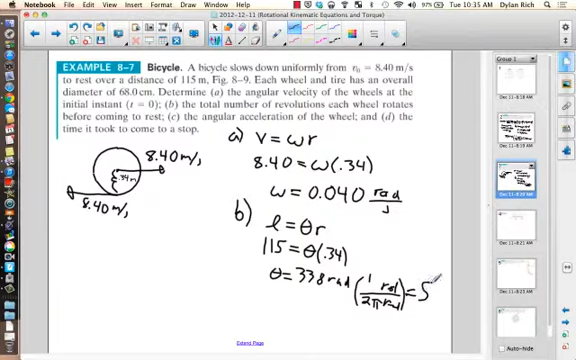 Notebook Edit View Insert Format Tools Draw Window Help 97% Tue 10:35 AM Dylan Rich
2012-12-11 (Rotational Kinematic Equations and Torque)
EXAMPLE 8–7 Bicycle. A bicycle slows down uniformly from v₀ = 8.40 m/s
to rest over a distance of 115 m, Fig. 8–9. Each wheel and tire has an overall
diameter of 68.0 cm. Determine (a) the angular velocity of the wheels at the
initial instant (t = 0); (b) the total number of revolutions each wheel rotates
before coming to rest; (c) the angular acceleration of the wheel; and (d) the
time it took to come to a stop.
8.40 m/s
.34m
8.40 m/s
a) v = ωr
8.40 = ω(.34)
ω = 0.040 rad/s
b) l = θr
115 = θ(.34)
θ = 338 rad (1 rev/2π rad) = 5
Extend Page
Group 1
Dec 11-8:18 AM
Dec 11-8:19 AM
Dec 11-8:20 AM
Dec 11-8:21 AM
Auto-hide